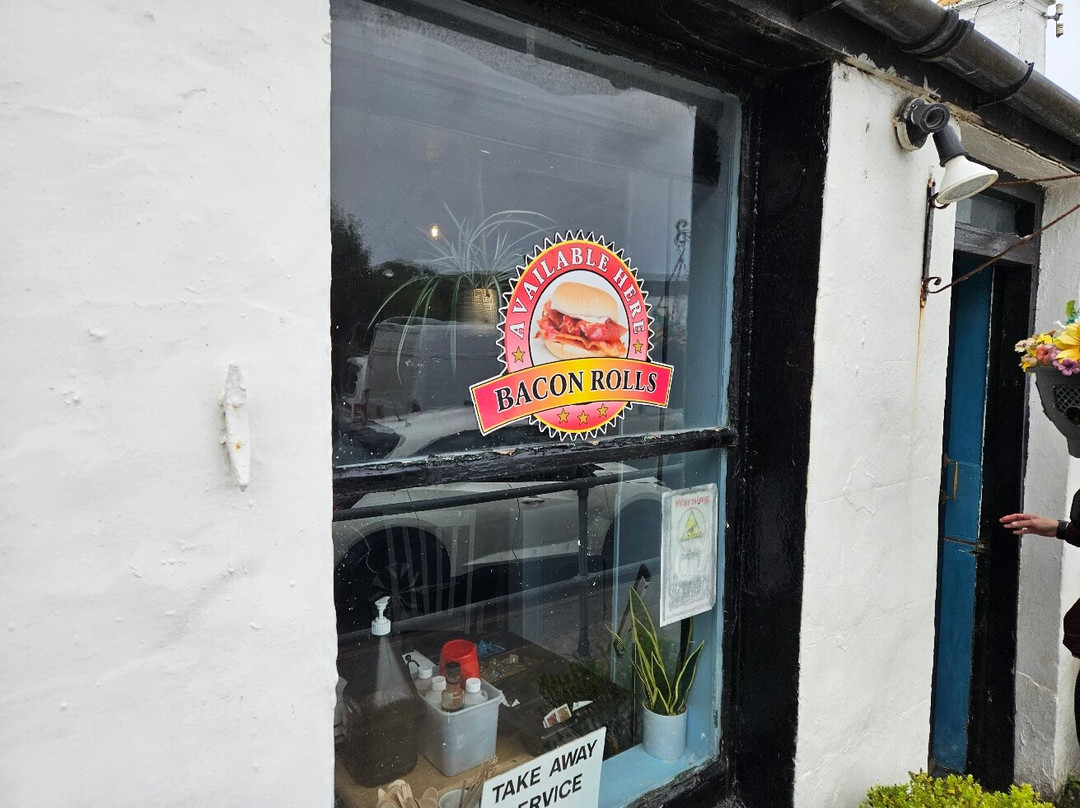 AVAILABLE HERE
BACON ROLLS
Warning
TAKE AWAY
SERVICE